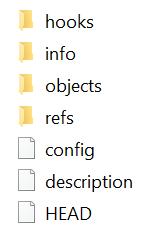 hooks
info
objects
refs
config
description
HEAD